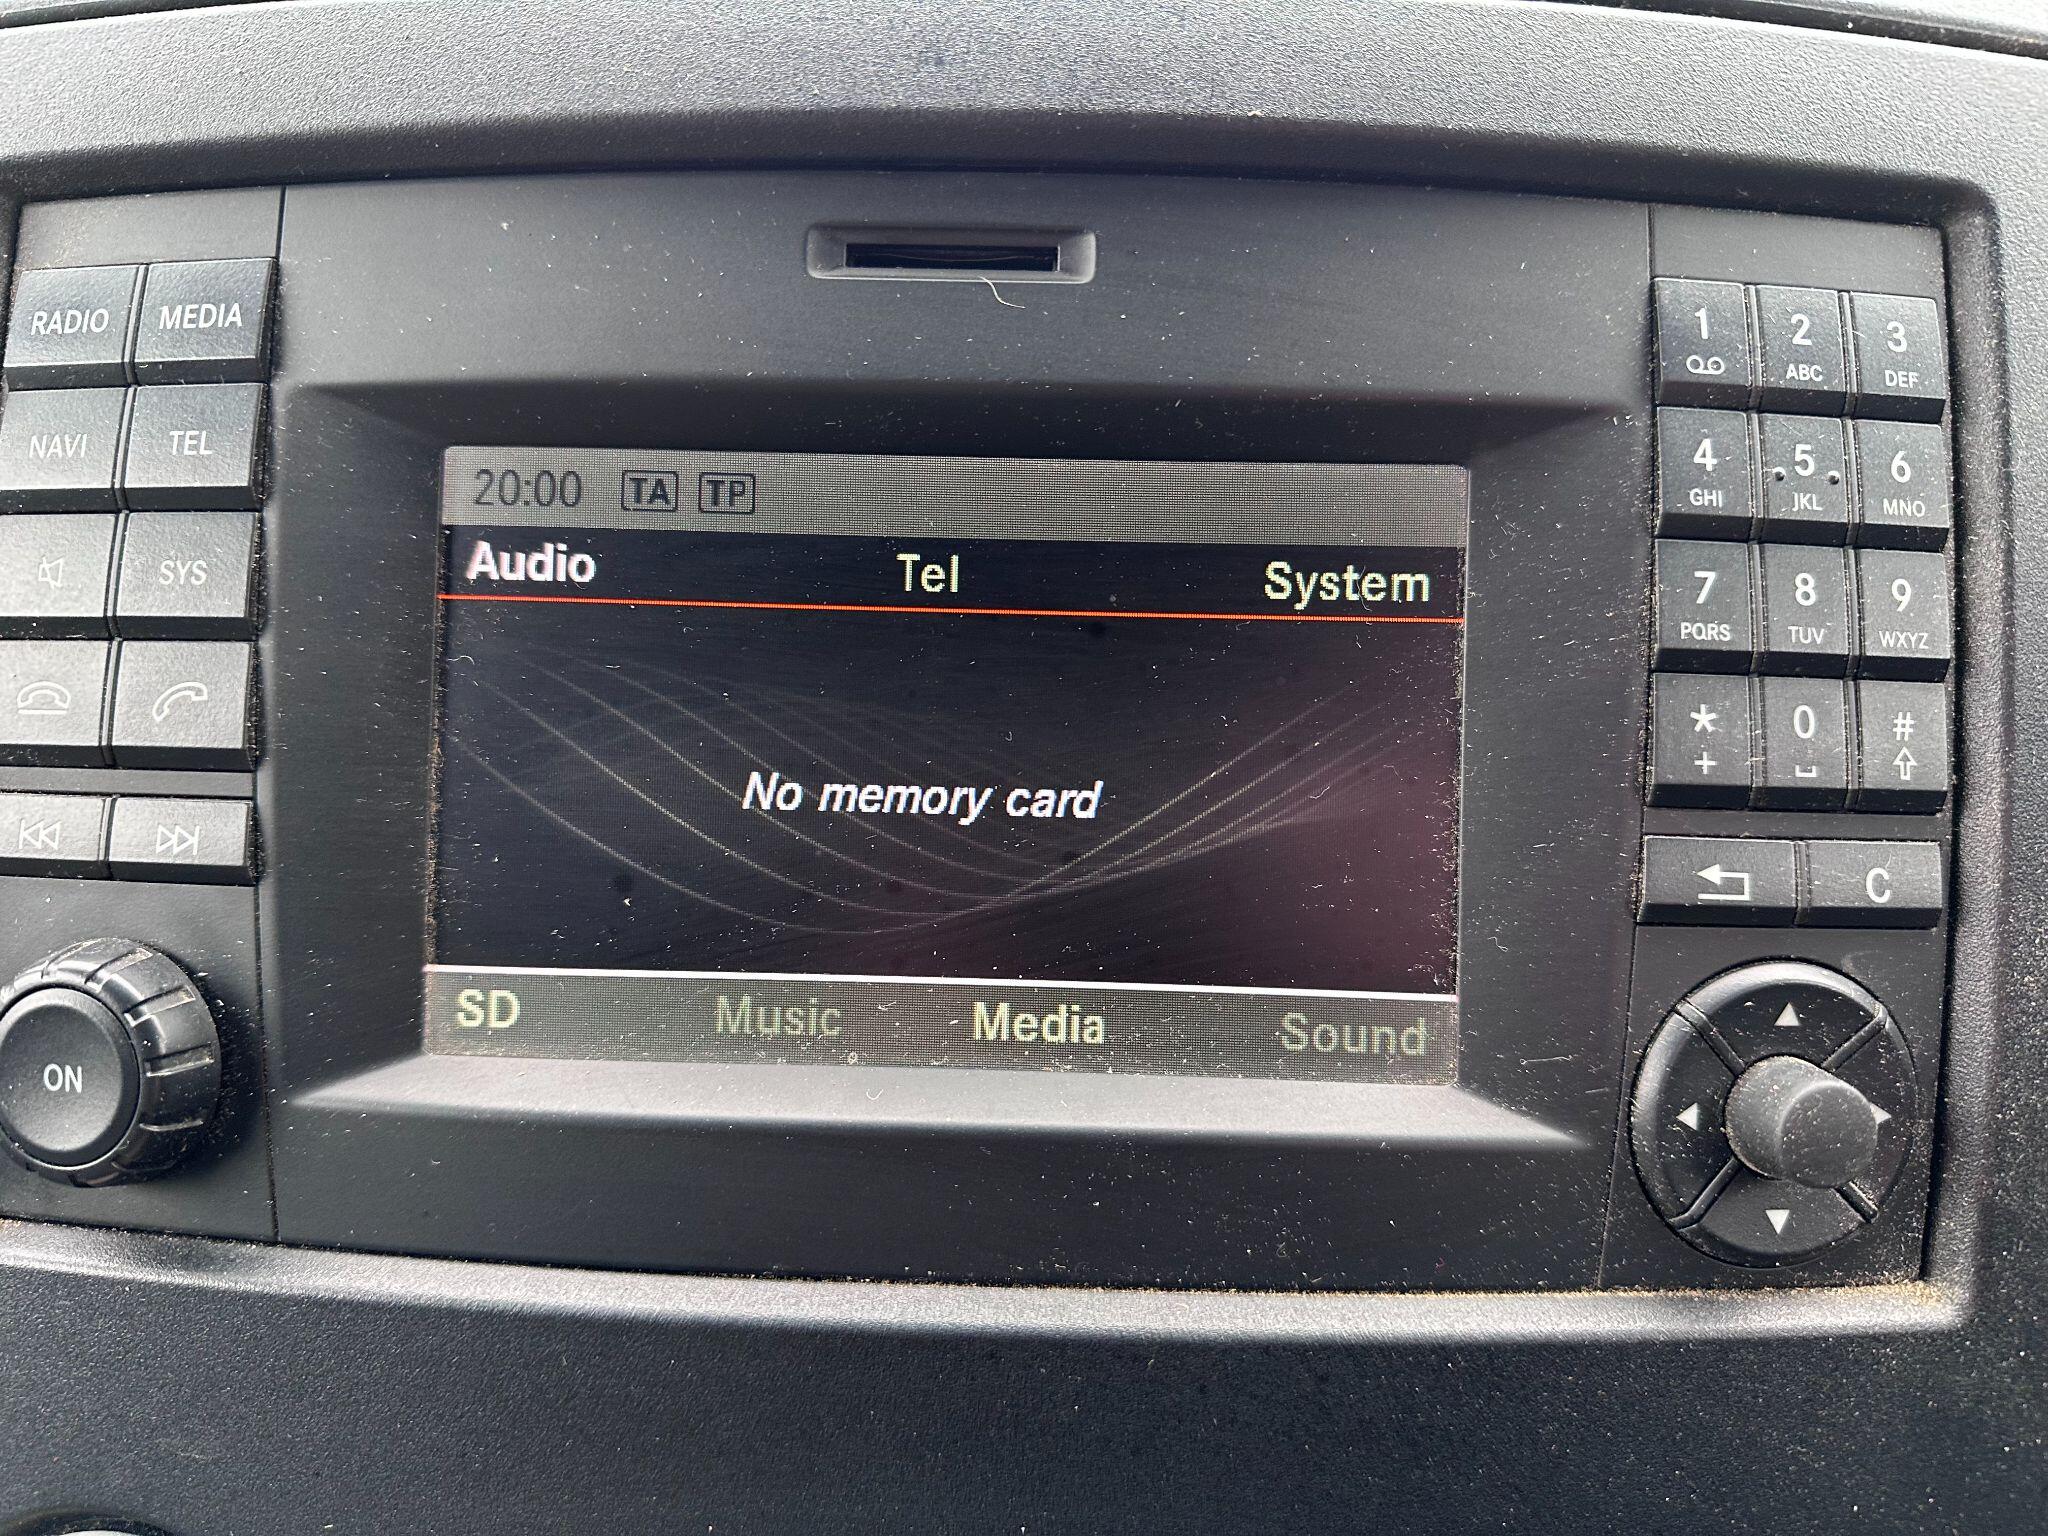 RADIO MEDIA
NAVI TEL
SYS
ON
20:00 TA TP
Audio Tel System
No memory card
SD Music Media Sound
1 2 3
ABC DEF
4 5 6
GHI JKL MNO
7 8 9
PQRS TUV WXYZ
* 0 #
+
C